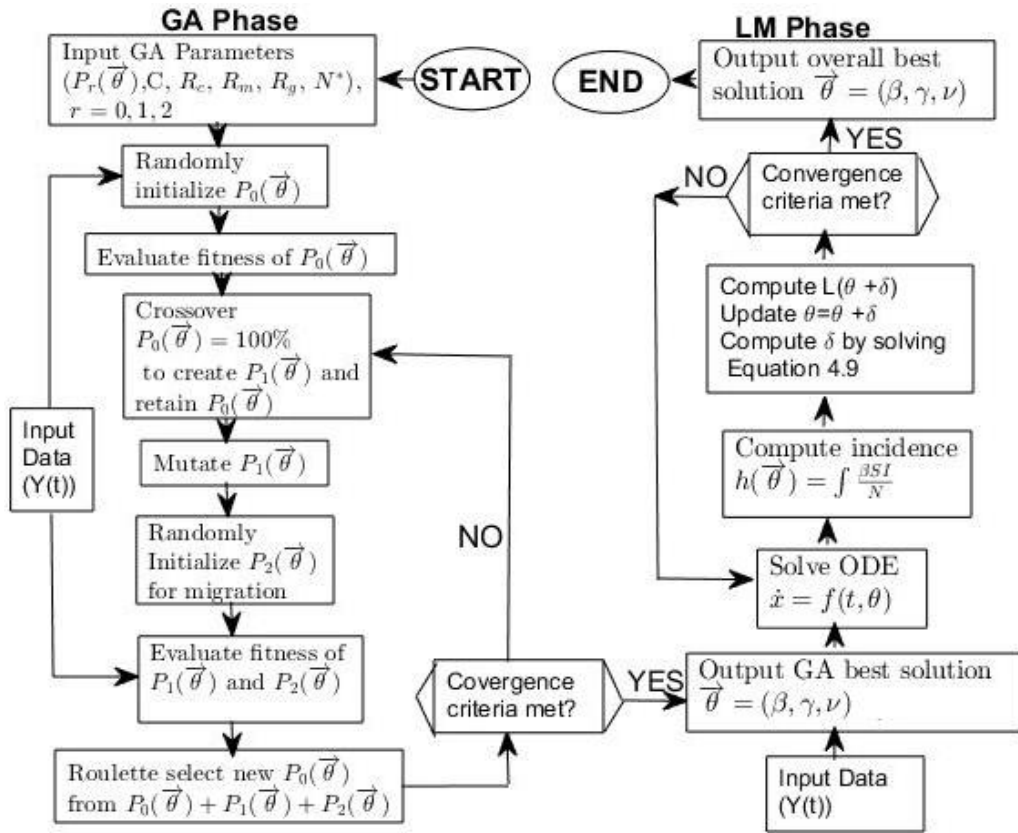 GA Phase
Input GA Parameters
(P_r(θ⃗),C, R_c, R_m, R_g, N*),
r = 0, 1, 2
START
Randomly
initialize P_0(θ⃗)
Evaluate fitness of P_0(θ⃗)
Crossover
P_0(θ⃗) = 100%
to create P_1(θ⃗) and
retain P_0(θ⃗)
Input
Data
(Y(t))
Mutate P_1(θ⃗)
Randomly
Initialize P_2(θ⃗)
for migration
Evaluate fitness of
P_1(θ⃗) and P_2(θ⃗)
Roulette select new P_0(θ⃗)
from P_0(θ⃗) + P_1(θ⃗) + P_2(θ⃗)
NO
Covergence
criteria met?
YES
LM Phase
END
Output overall best
solution θ⃗ = (β, γ, ν)
YES
NO
Convergence
criteria met?
Compute L(θ +δ)
Update θ=θ +δ
Compute δ by solving
Equation 4.9
Compute incidence
h(θ⃗) = ∫ βSI/N
Solve ODE
ẋ = f(t, θ)
Output GA best solution
θ⃗ = (β, γ, ν)
Input Data
(Y(t))